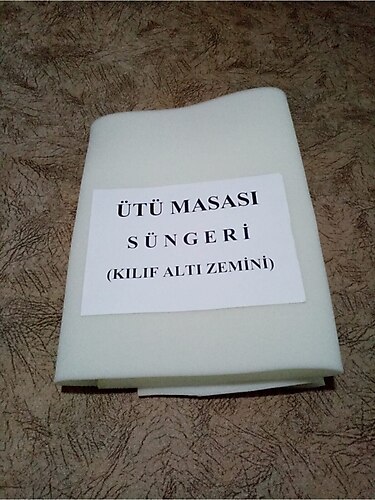 ÜTÜ MASASI
SÜNGERİ
(KILIF ALTI ZEMİNİ)